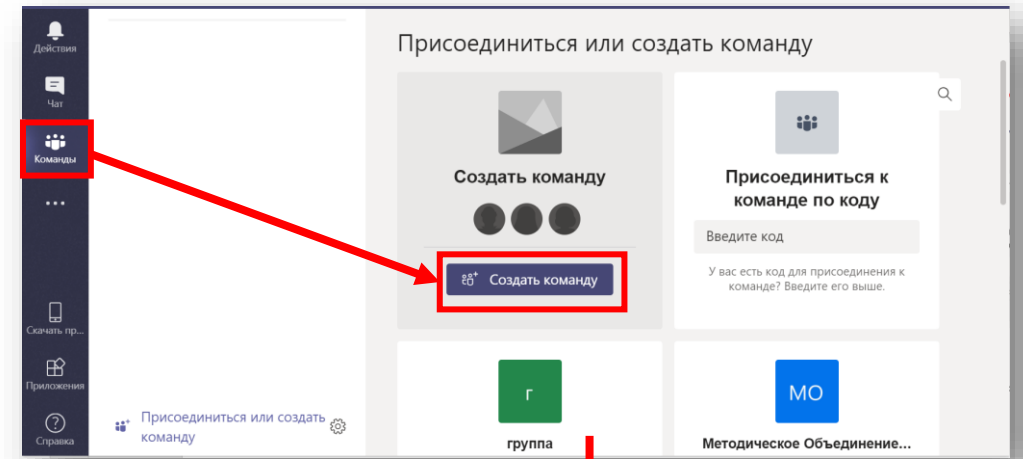 Действия
Чат
Команды
Скачать пр...
Приложения
Справка
Присоединиться или создать
команду
Присоединиться или создать команду
Создать команду
Создать команду
Присоединиться к
команде по коду
Введите код
У вас есть код для присоединения к
команде? Введите его выше.
г
группа
МО
Методическое Объединение...